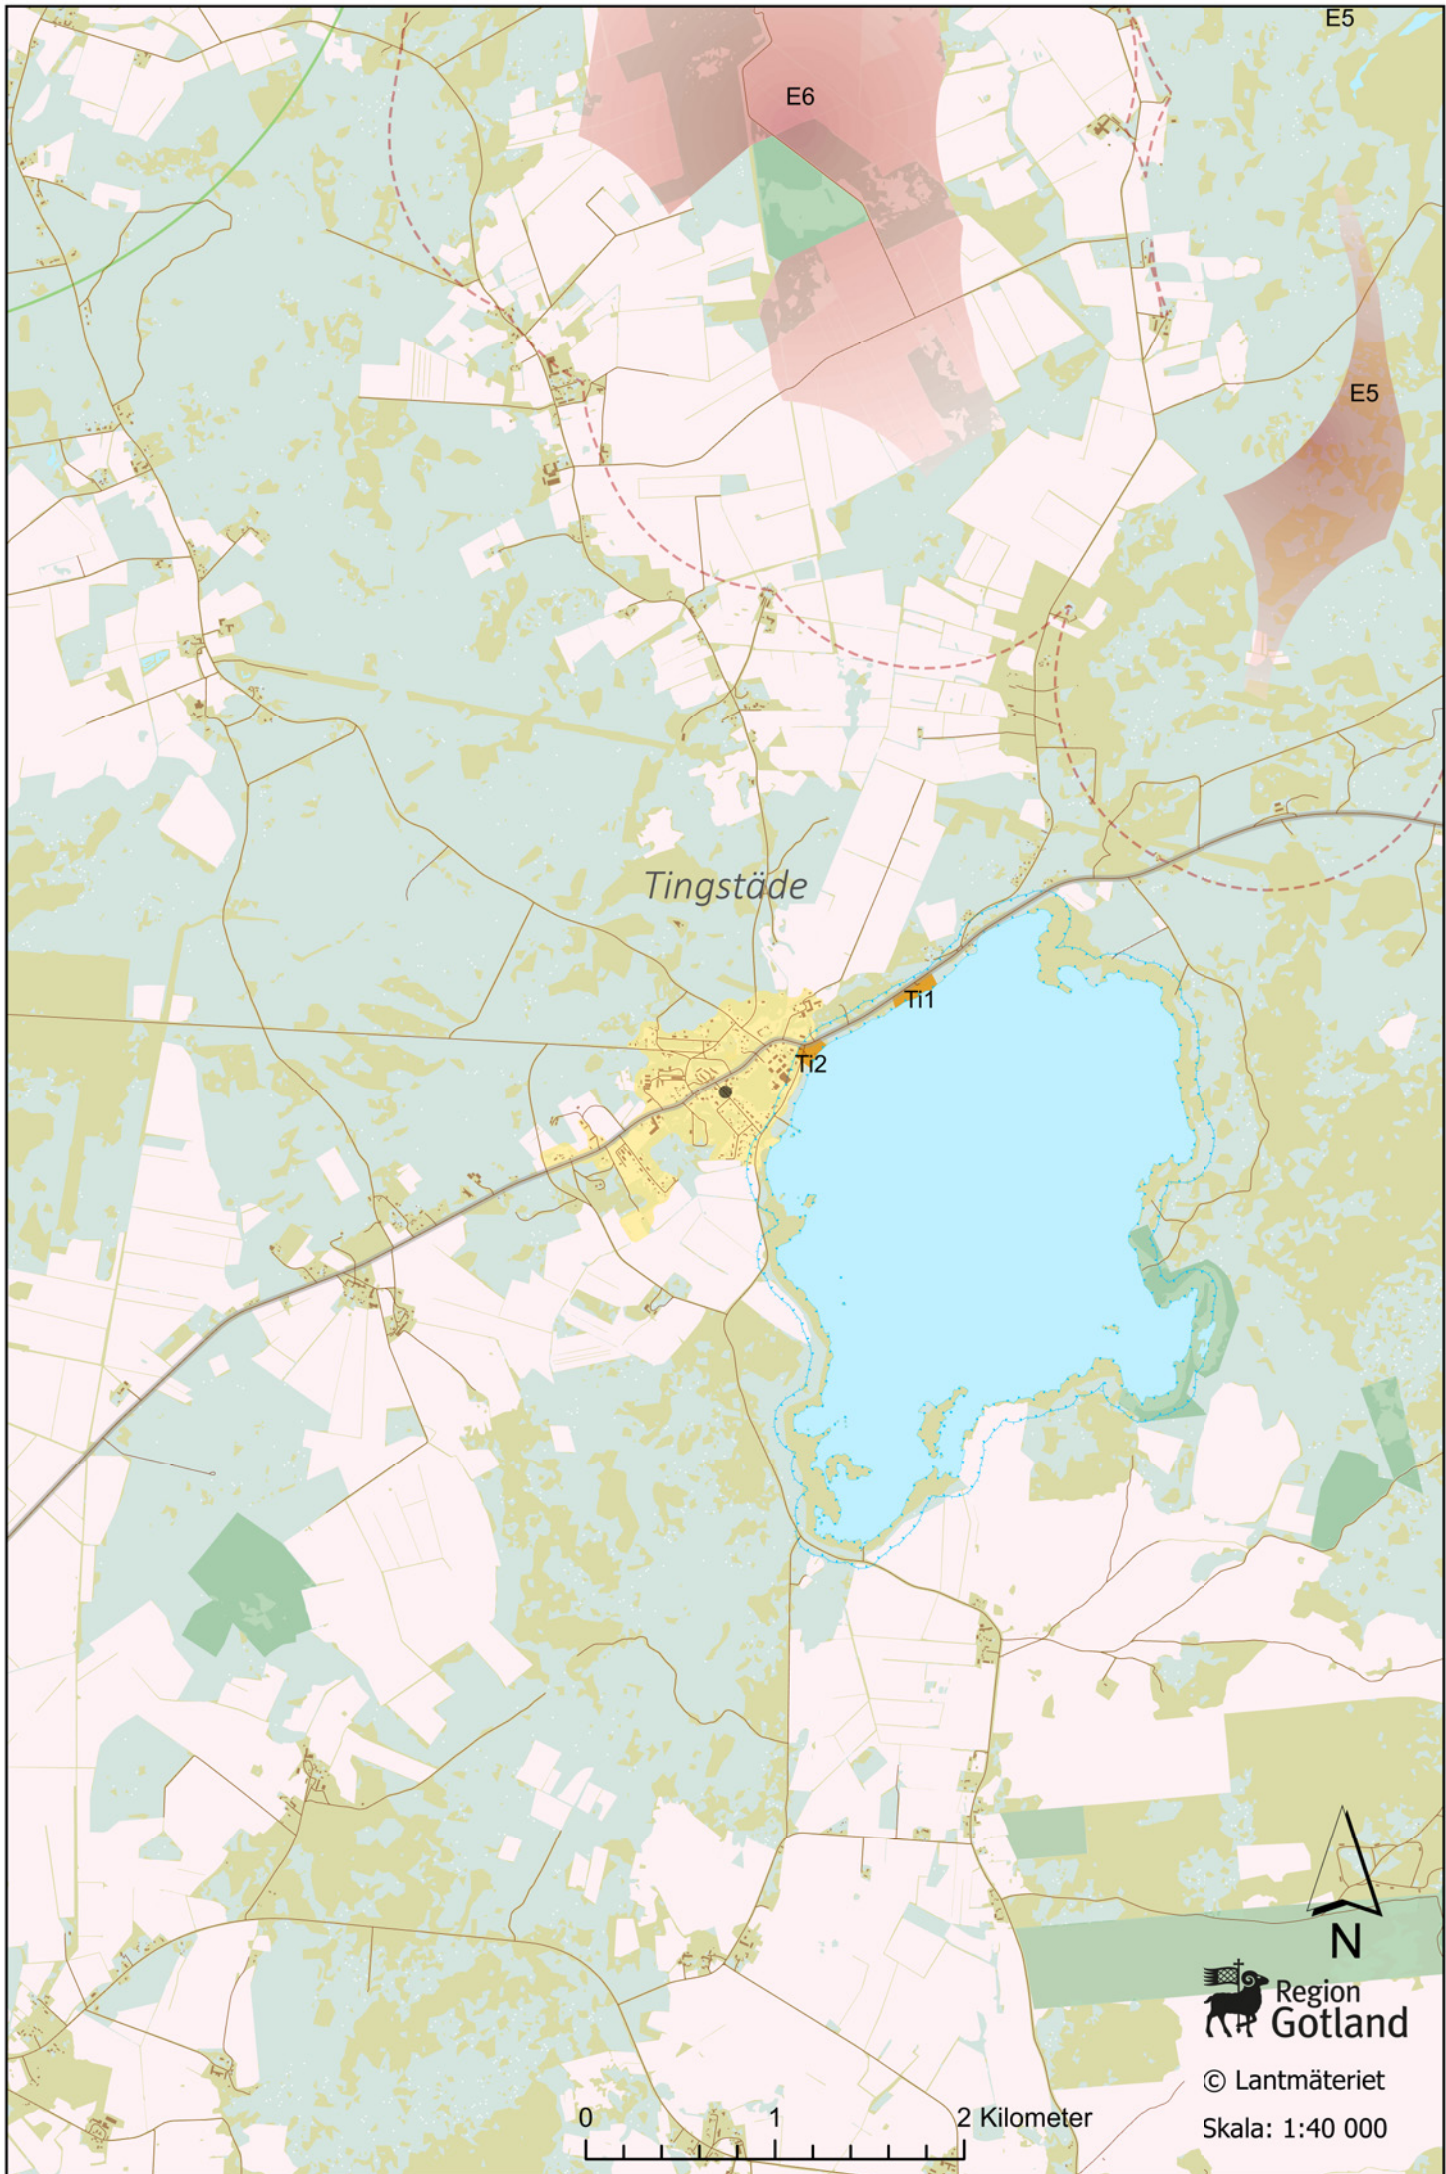 E5
E6
E5
Tingstäde
Ti1
Ti2
N
Region
Gotland
© Lantmäteriet
0 1 2 Kilometer
Skala: 1:40 000